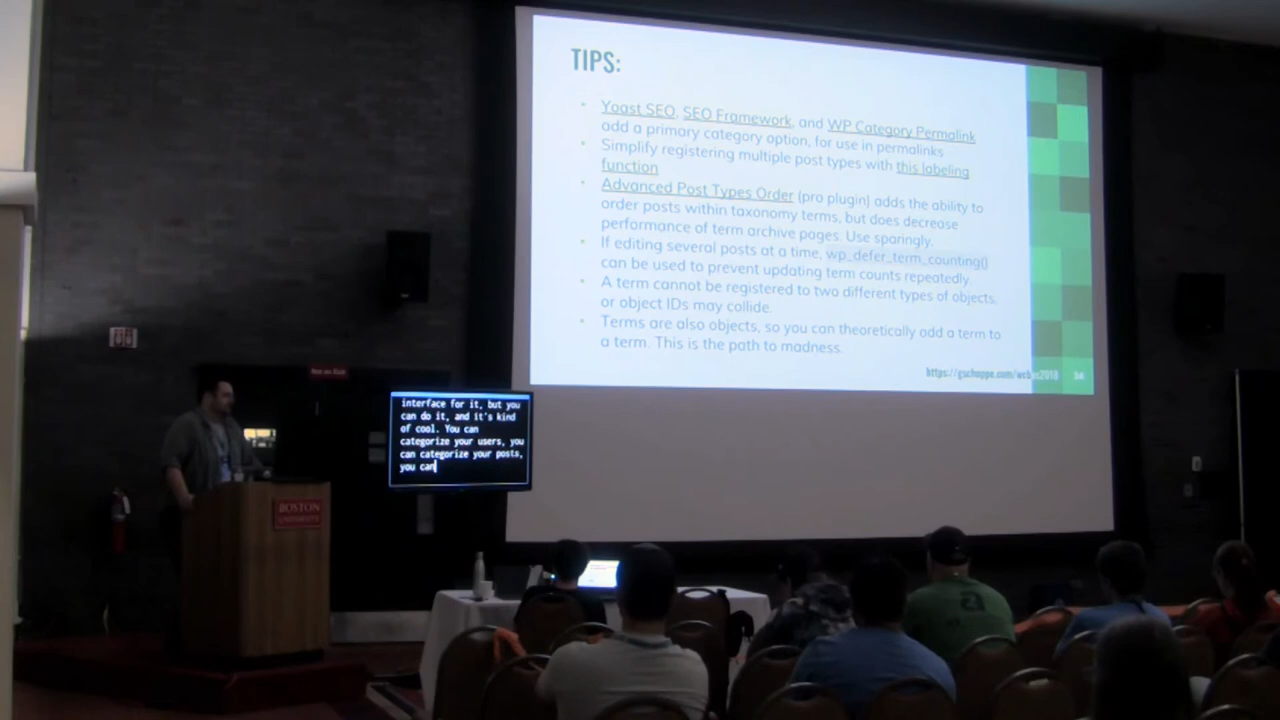 TIPS:
Yoast SEO, SEO Framework, and WP Category Permalink
add a primary category option, for use in permalinks
Simplify registering multiple post types with this labeling
function
Advanced Post Types Order (pro plugin) adds the ability to
order posts within taxonomy terms, but does decrease
performance of term archive pages. Use sparingly.
If editing several posts at a time, wp_defer_term_counting()
can be used to prevent updating term counts repeatedly.
A term cannot be registered to two different types of objects,
or object IDs may collide.
Terms are also objects, so you can theoretically add a term to
a term. This is the path to madness.
https://gschoppe.com/wcbos2018
interface for it, but you
can do it, and it's kind
of cool. You can
categorize your users, you
can categorize your posts,
you can
BOSTON
UNIVERSITY